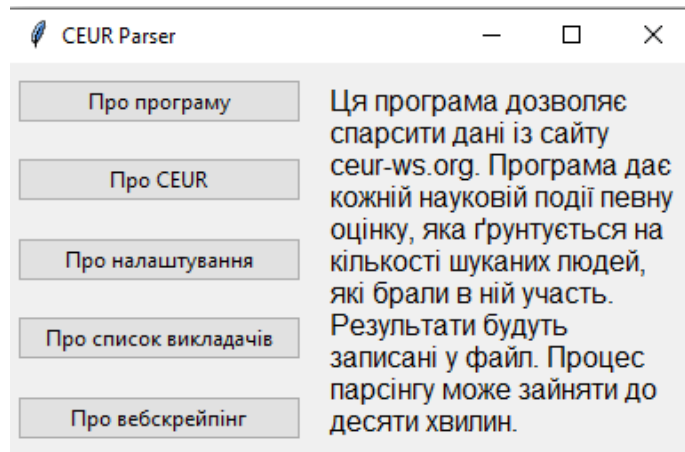 CEUR Parser
Про програму
Про CEUR
Про налаштування
Про список викладачів
Про вебскрейпінг
Ця програма дозволяє
спарсити дані із сайту
ceur-ws.org. Програма дає
кожній науковій події певну
оцінку, яка ґрунтується на
кількості шуканих людей,
які брали в ній участь.
Результати будуть
записані у файл. Процес
парсінгу може зайняти до
десяти хвилин.